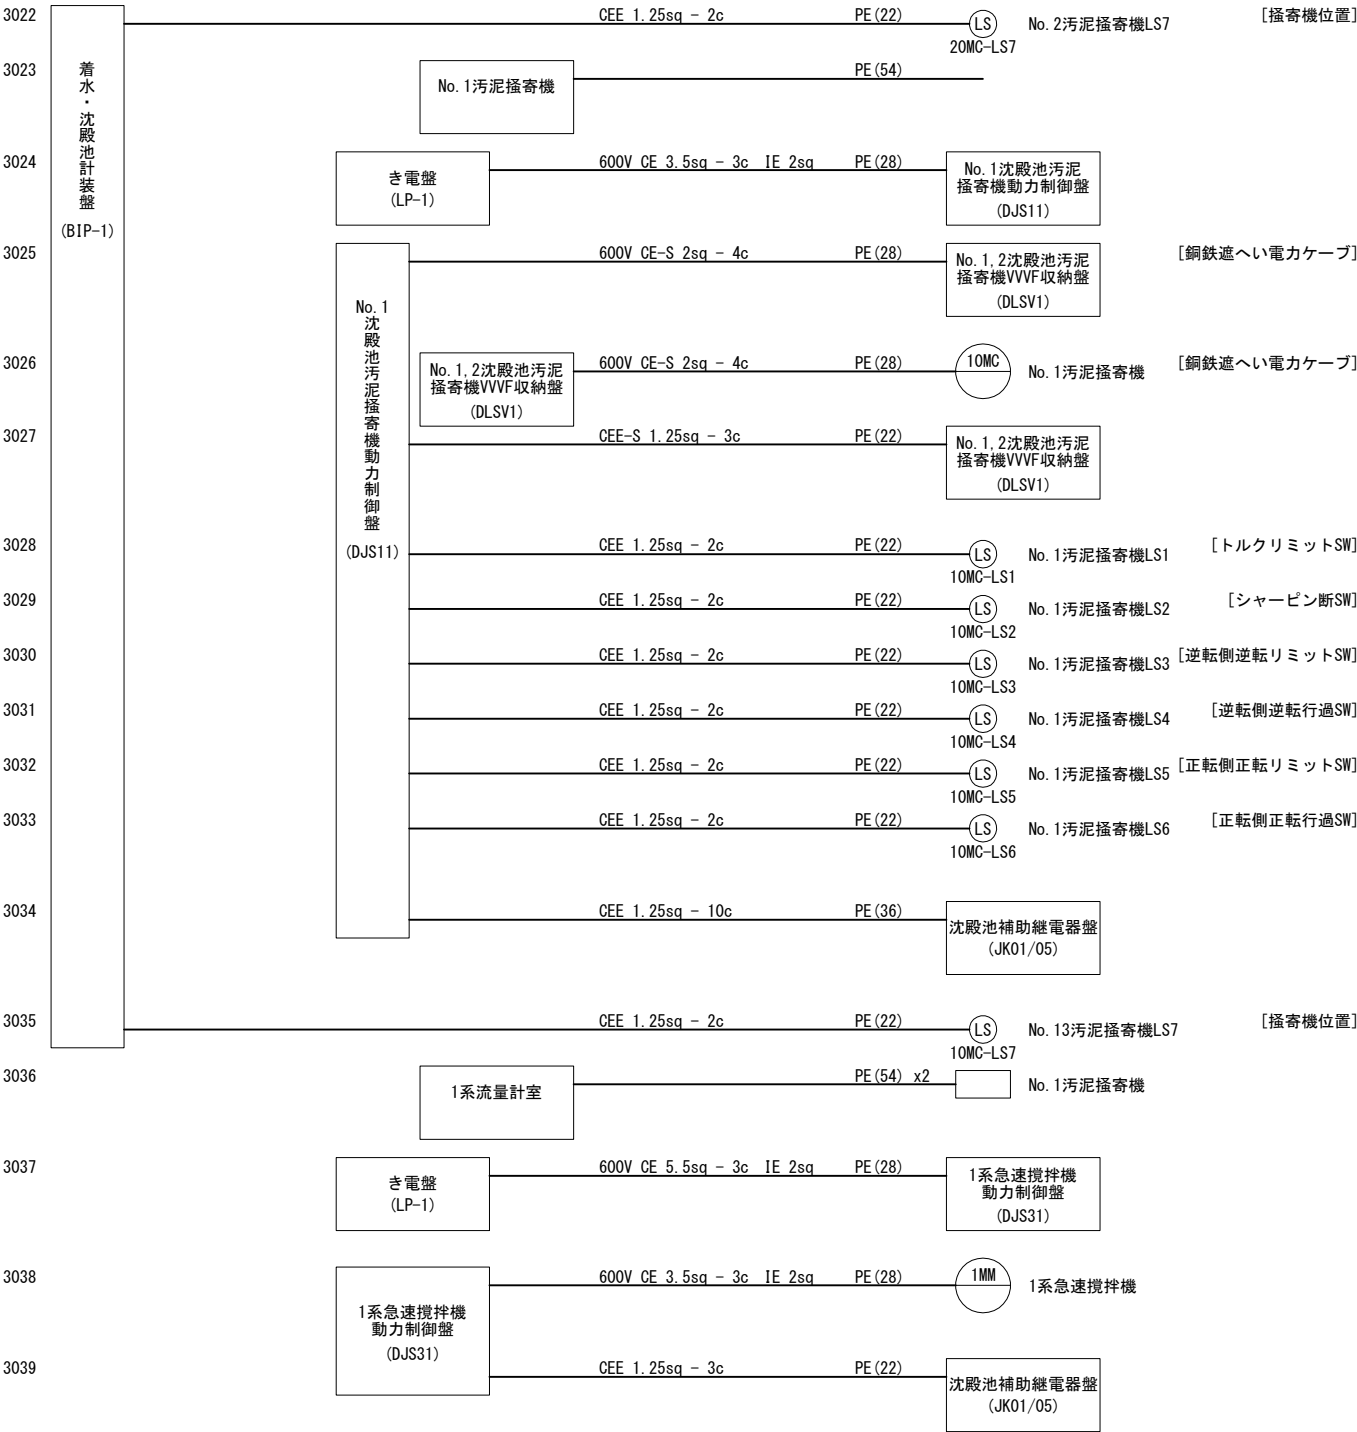 3022
CEE 1.25sq - 2c
PE(22)
LS
20MC-LS7
No.2汚泥掻寄機LS7
[掻寄機位置]
着水・沈殿池計装盤
(BIP-1)
3023
No.1汚泥掻寄機
PE(54)
3024
き電盤
(LP-1)
600V CE 3.5sq - 3c IE 2sq
PE(28)
No.1沈殿池汚泥
掻寄機動力制御盤
(DJS11)
3025
600V CE-S 2sq - 4c
PE(28)
No.1,2沈殿池汚泥
掻寄機VVVF収納盤
(DLSV1)
[銅鉄遮へい電力ケーブ]
No.1
沈殿池汚泥掻寄機動力制御盤
(DJS11)
3026
No.1,2沈殿池汚泥
掻寄機VVVF収納盤
(DLSV1)
600V CE-S 2sq - 4c
PE(28)
10MC
No.1汚泥掻寄機
[銅鉄遮へい電力ケーブ]
3027
CEE-S 1.25sq - 3c
PE(22)
No.1,2沈殿池汚泥
掻寄機VVVF収納盤
(DLSV1)
3028
CEE 1.25sq - 2c
PE(22)
LS
10MC-LS1
No.1汚泥掻寄機LS1
[トルクリミットSW]
3029
CEE 1.25sq - 2c
PE(22)
LS
10MC-LS2
No.1汚泥掻寄機LS2
[シャーピン断SW]
3030
CEE 1.25sq - 2c
PE(22)
LS
10MC-LS3
No.1汚泥掻寄機LS3
[逆転側逆転リミットSW]
3031
CEE 1.25sq - 2c
PE(22)
LS
10MC-LS4
No.1汚泥掻寄機LS4
[逆転側逆転行過SW]
3032
CEE 1.25sq - 2c
PE(22)
LS
10MC-LS5
No.1汚泥掻寄機LS5
[正転側正転リミットSW]
3033
CEE 1.25sq - 2c
PE(22)
LS
10MC-LS6
No.1汚泥掻寄機LS6
[正転側正転行過SW]
3034
CEE 1.25sq - 10c
PE(36)
沈殿池補助継電器盤
(JK01/05)
3035
CEE 1.25sq - 2c
PE(22)
LS
10MC-LS7
No.13汚泥掻寄機LS7
[掻寄機位置]
3036
1系流量計室
PE(54) x2
No.1汚泥掻寄機
3037
き電盤
(LP-1)
600V CE 5.5sq - 3c IE 2sq
PE(28)
1系急速撹拌機
動力制御盤
(DJS31)
3038
1系急速撹拌機
動力制御盤
(DJS31)
600V CE 3.5sq - 3c IE 2sq
PE(28)
1MM
1系急速撹拌機
3039
CEE 1.25sq - 3c
PE(22)
沈殿池補助継電器盤
(JK01/05)